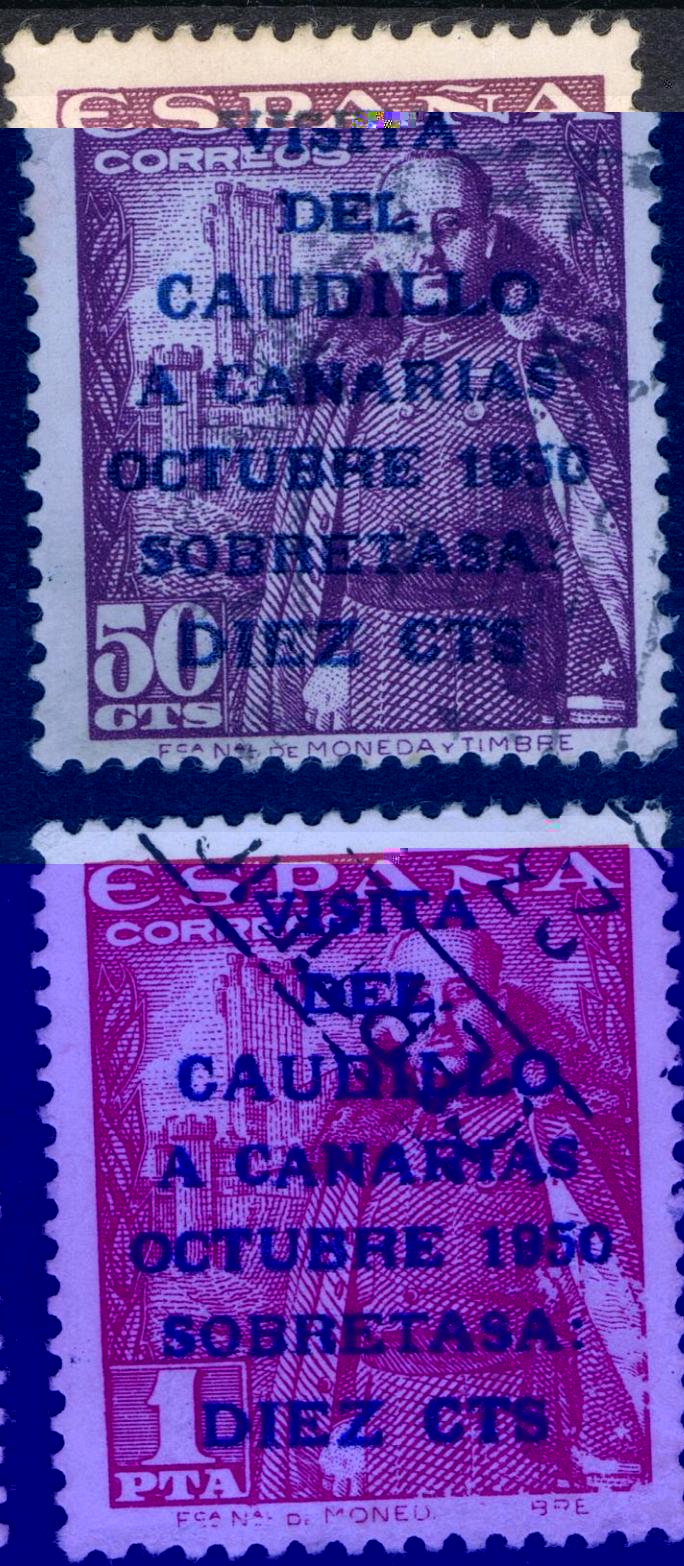 ESPAÑA
CORREOS
VISITA
DEL
CAUDILLO
A CANARIAS
OCTUBRE 1950
SOBRETASA:
DIEZ CTS
50
CTS
FCA NAL DE MONEDA Y TIMBRE
ESPAÑA
VISITA
DEL
CAUDILLO
A CANARIAS
OCTUBRE 1950
SOBRETASA:
DIEZ CTS
1
PTA